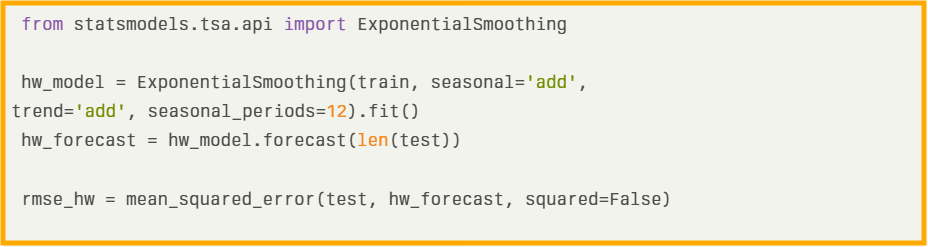 from statsmodels.tsa.api import ExponentialSmoothing
hw_model = ExponentialSmoothing(train, seasonal='add',
trend='add', seasonal_periods=12).fit()
hw_forecast = hw_model.forecast(len(test))
rmse_hw = mean_squared_error(test, hw_forecast, squared=False)